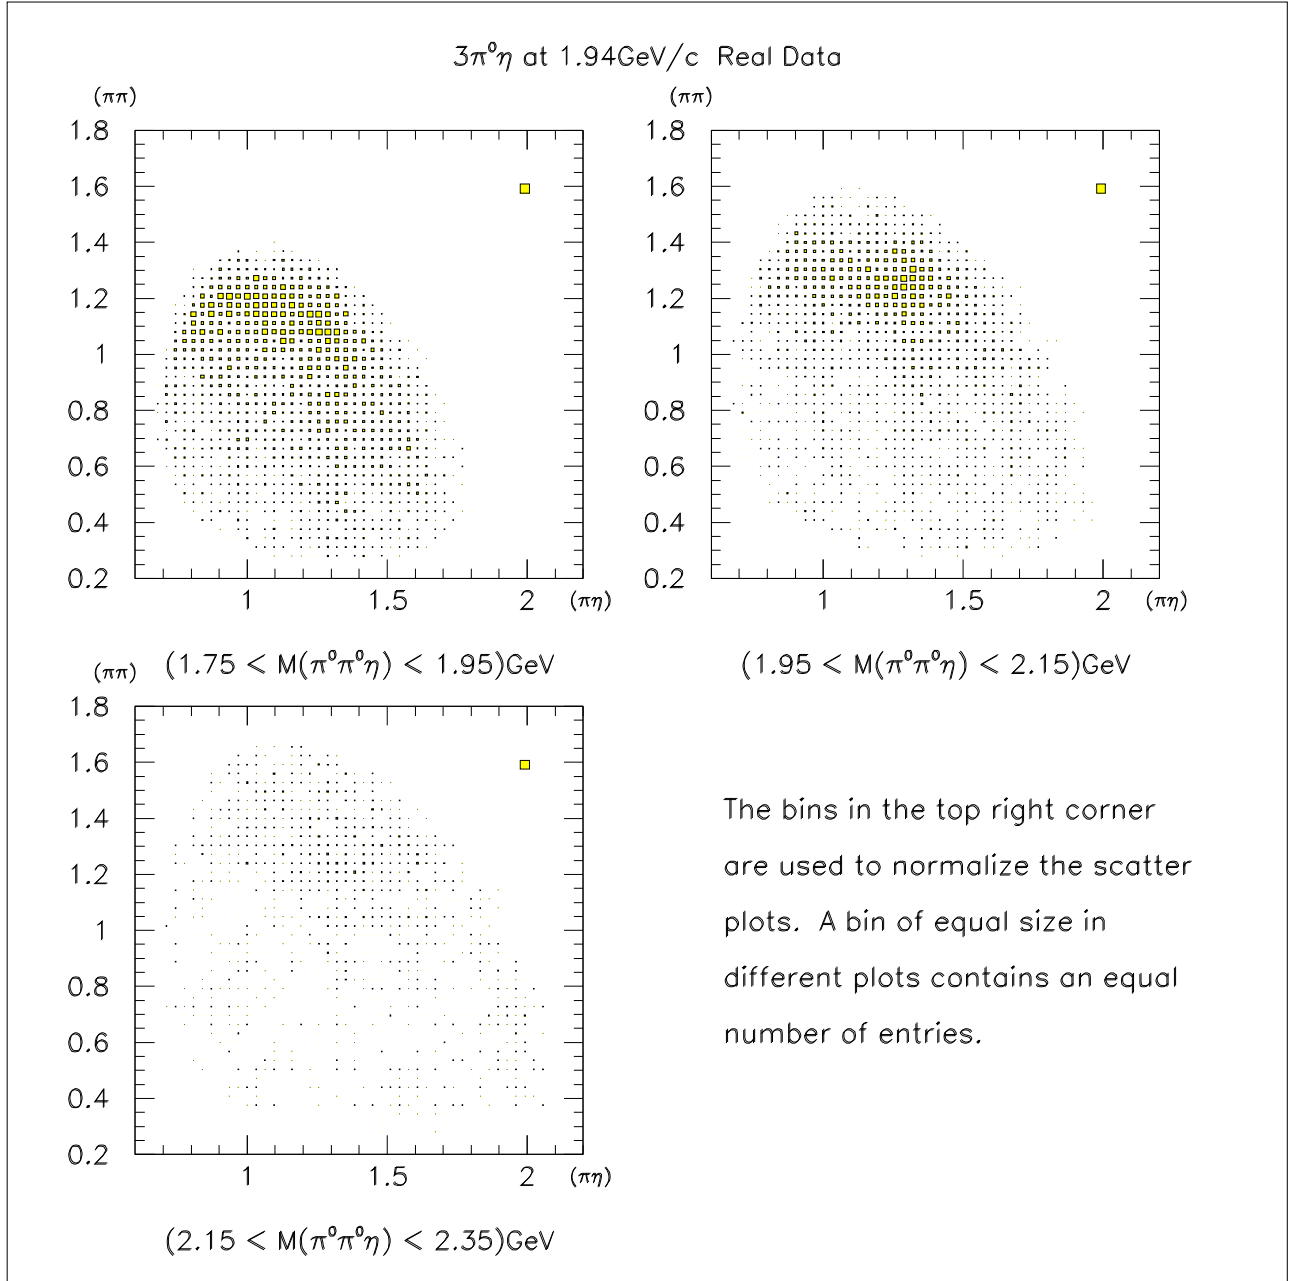 3π⁰η at 1.94GeV/c Real Data
(ππ)
1.8
1.6
1.4
1.2
1
0.8
0.6
0.4
0.2
1
1.5
2
(πη)
(1.75 < M(π⁰π⁰η) < 1.95)GeV
(ππ)
1.8
1.6
1.4
1.2
1
0.8
0.6
0.4
0.2
1
1.5
2
(πη)
(1.95 < M(π⁰π⁰η) < 2.15)GeV
(ππ)
1.8
1.6
1.4
1.2
1
0.8
0.6
0.4
0.2
1
1.5
2
(πη)
(2.15 < M(π⁰π⁰η) < 2.35)GeV
The bins in the top right corner
are used to normalize the scatter
plots. A bin of equal size in
different plots contains an equal
number of entries.